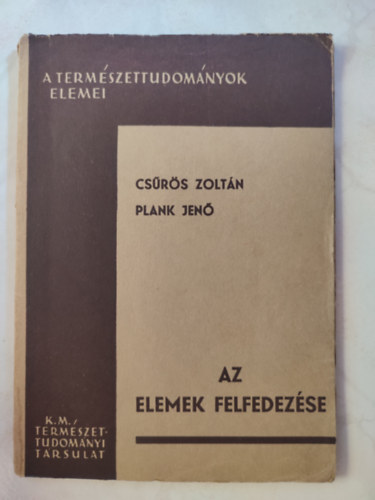 A TERMÉSZETTUDOMÁNYOK
ELEMEI
CSŰRÖS ZOLTÁN
PLANK JENŐ
AZ
ELEMEK FELFEDEZÉSE
K.M.
TERMÉSZET-
TUDOMÁNYI
TÁRSULAT